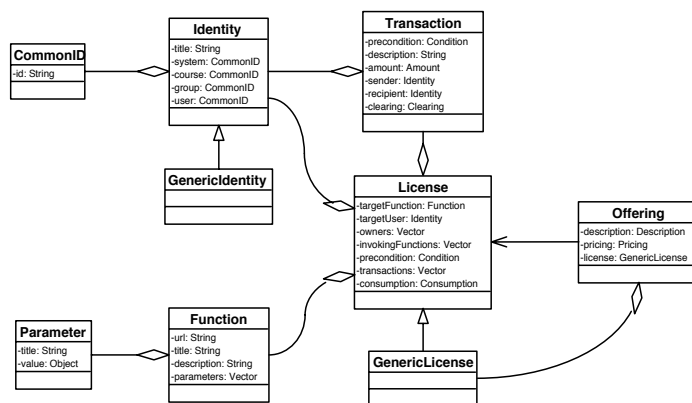 CommonID
-id: String
Identity
-title: String
-system: CommonID
-course: CommonID
-group: CommonID
-user: CommonID
Transaction
-precondition: Condition
-description: String
-amount: Amount
-sender: Identity
-recipient: Identity
-clearing: Clearing
GenericIdentity
License
-targetFunction: Function
-targetUser: Identity
-owners: Vector
-invokingFunctions: Vector
-precondition: Condition
-transactions: Vector
-consumption: Consumption
Offering
-description: Description
-pricing: Pricing
-license: GenericLicense
Parameter
-title: String
-value: Object
Function
-url: String
-title: String
-description: String
-parameters: Vector
GenericLicense